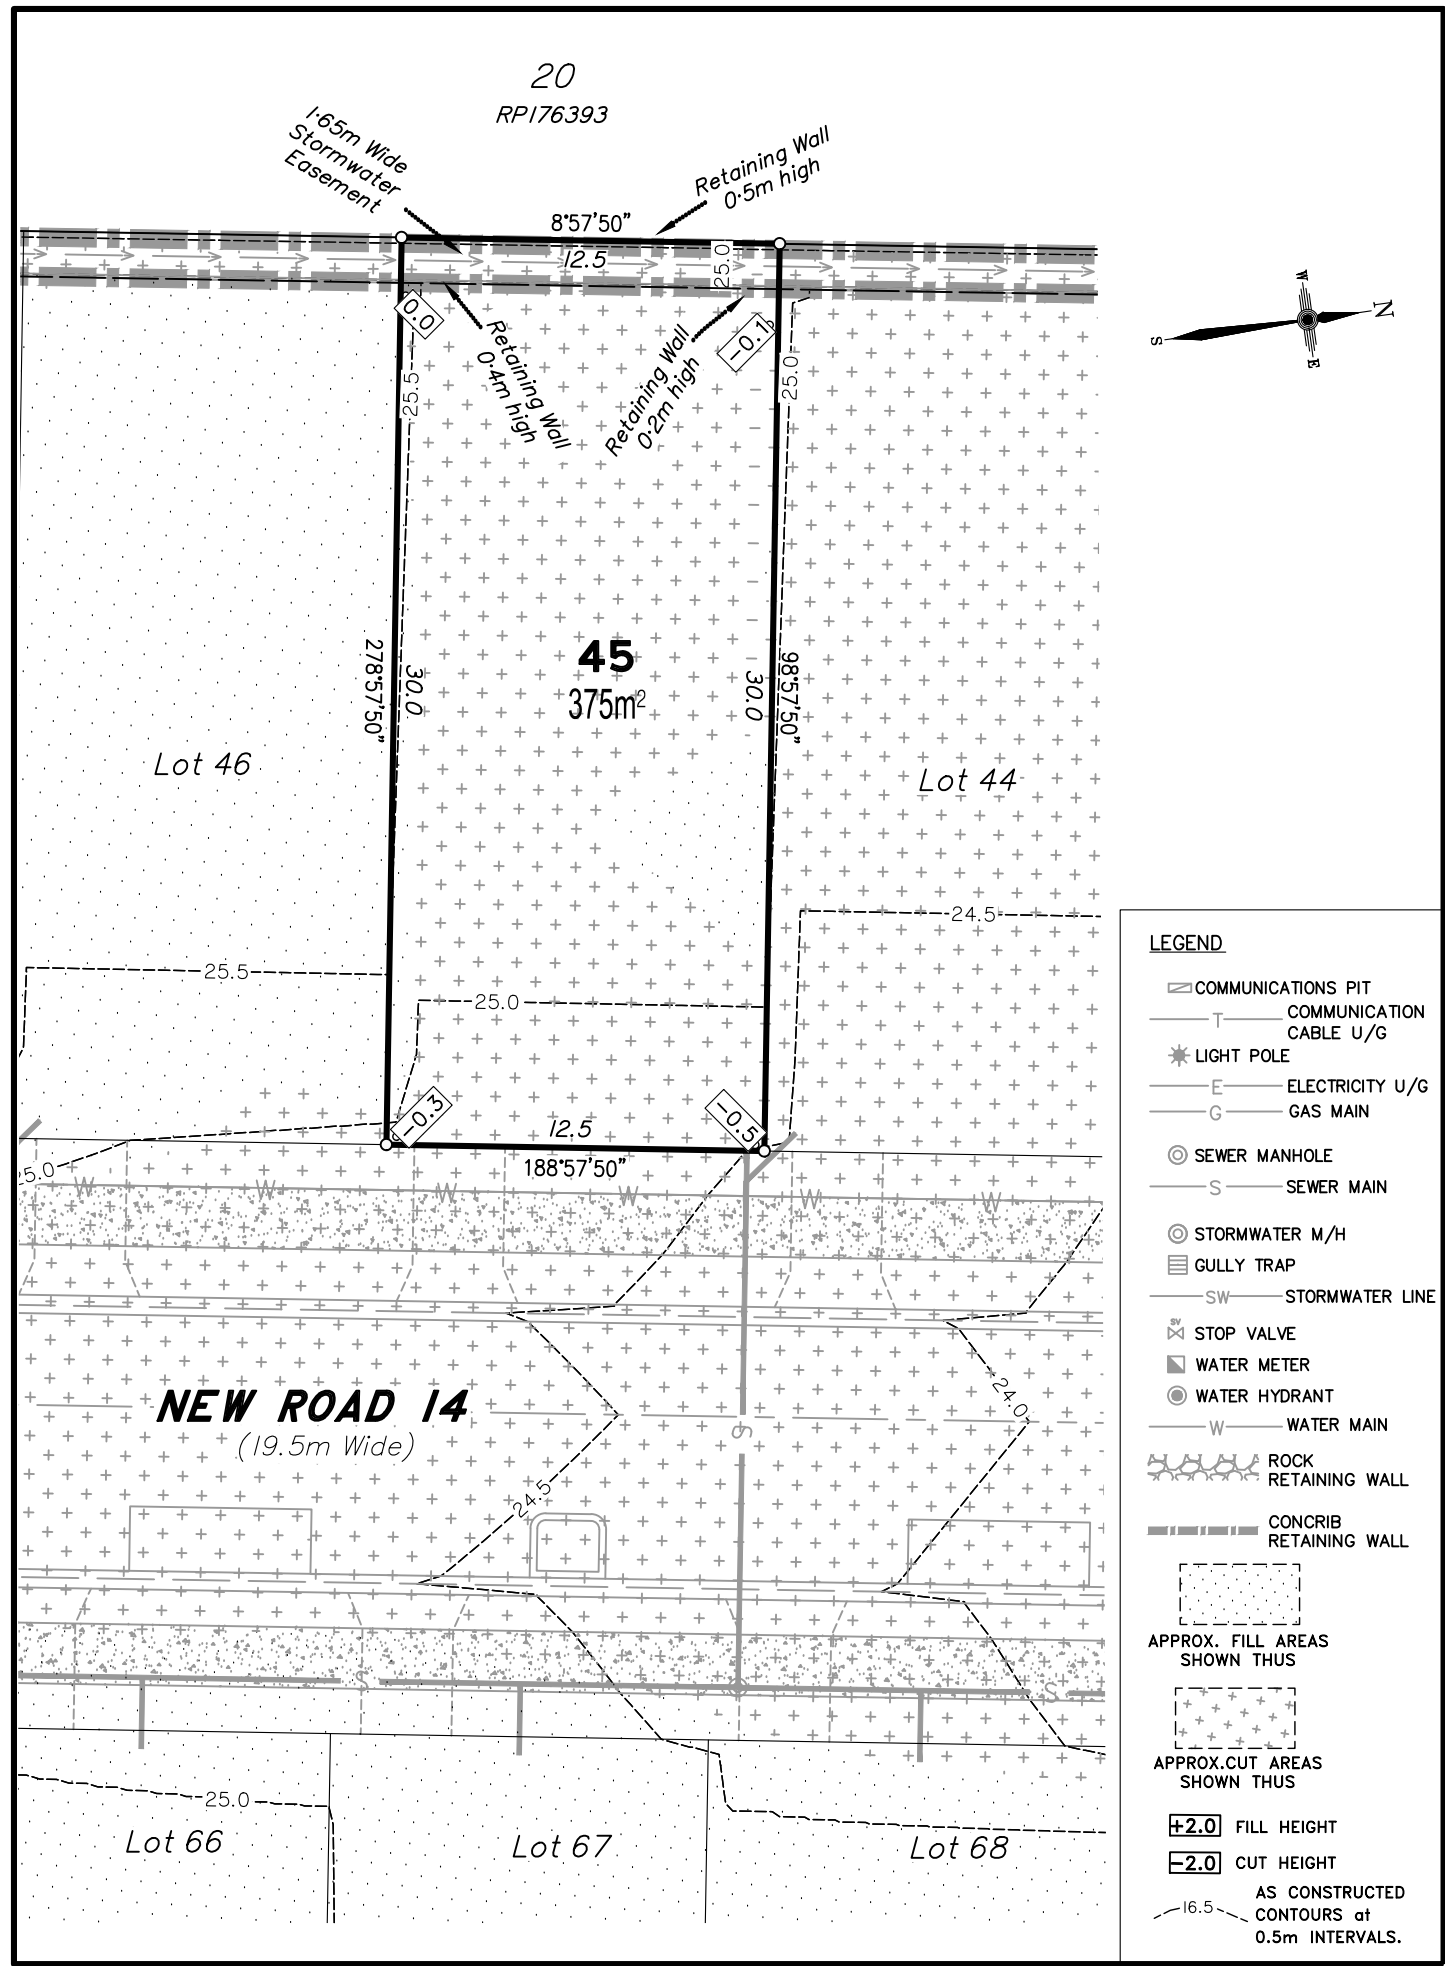 20
RP176393
1·65m Wide
Stormwater
Easement
Retaining Wall
0·5m high
8°57'50"
12.5
25.0
0.0
-0.1
Retaining Wall
0·4m high
Retaining Wall
0·2m high
25.5
25.0
W
N
S
E
45
375m²
278°57'50"
30.0
30.0
98°57'50"
Lot 46
Lot 44
24.5
25.5
25.0
-0.3
-0.5
12.5
188°57'50"
25.0
W W W W W W
NEW ROAD 14
(19.5m Wide)
S
24.0
24.5
S S
25.0
Lot 66
Lot 67
Lot 68
LEGEND
COMMUNICATIONS PIT
T COMMUNICATION
CABLE U/G
LIGHT POLE
E ELECTRICITY U/G
G GAS MAIN
SEWER MANHOLE
S SEWER MAIN
STORMWATER M/H
GULLY TRAP
SW STORMWATER LINE
SV
STOP VALVE
WATER METER
WATER HYDRANT
W WATER MAIN
ROCK
RETAINING WALL
CONCRIB
RETAINING WALL
APPROX. FILL AREAS
SHOWN THUS
APPROX.CUT AREAS
SHOWN THUS
+2.0 FILL HEIGHT
-2.0 CUT HEIGHT
16.5
AS CONSTRUCTED
CONTOURS at
0.5m INTERVALS.